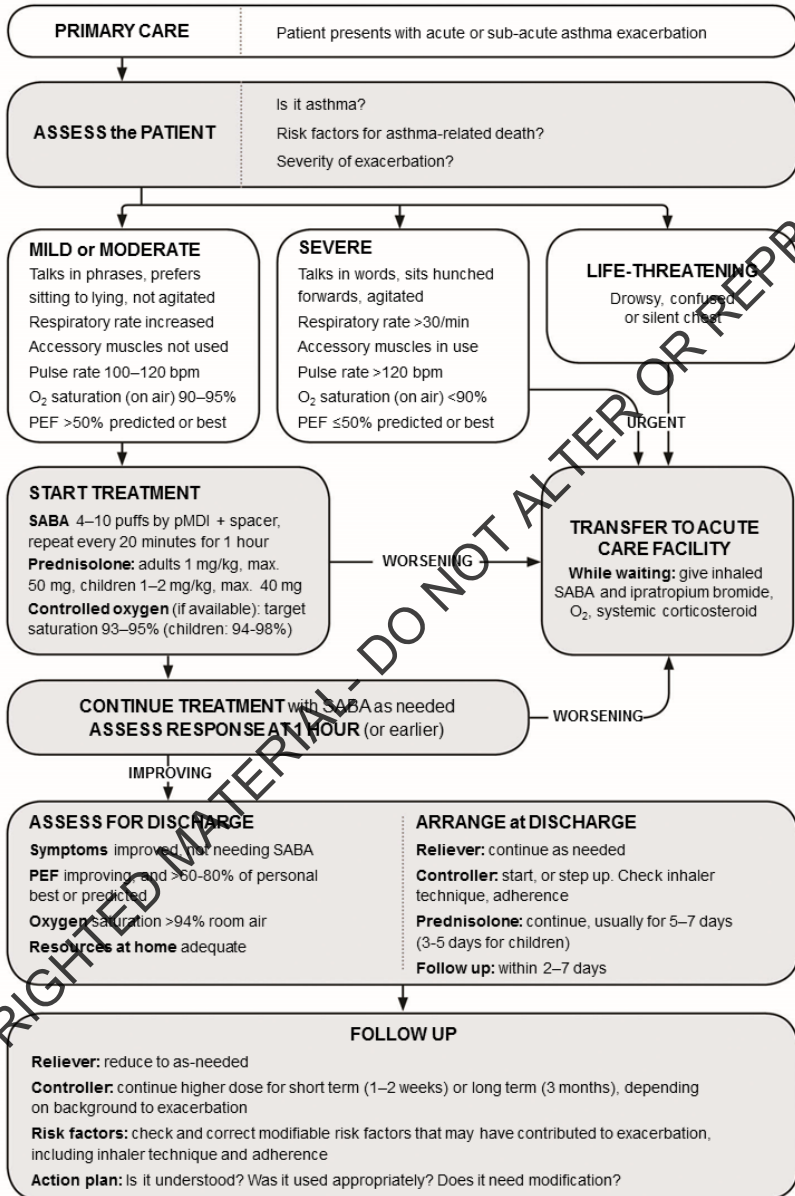 PRIMARY CARE
Patient presents with acute or sub-acute asthma exacerbation
ASSESS the PATIENT
Is it asthma?
Risk factors for asthma-related death?
Severity of exacerbation?
MILD or MODERATE
Talks in phrases, prefers
sitting to lying, not agitated
Respiratory rate increased
Accessory muscles not used
Pulse rate 100–120 bpm
O₂ saturation (on air) 90–95%
PEF >50% predicted or best
SEVERE
Talks in words, sits hunched
forwards, agitated
Respiratory rate >30/min
Accessory muscles in use
Pulse rate >120 bpm
O₂ saturation (on air) <90%
PEF ≤50% predicted or best
LIFE-THREATENING
Drowsy, confused
or silent chest
URGENT
START TREATMENT
SABA 4–10 puffs by pMDI + spacer,
repeat every 20 minutes for 1 hour
Prednisolone: adults 1 mg/kg, max.
50 mg, children 1–2 mg/kg, max. 40 mg
Controlled oxygen (if available): target
saturation 93–95% (children: 94-98%)
WORSENING
TRANSFER TO ACUTE
CARE FACILITY
While waiting: give inhaled
SABA and ipratropium bromide,
O₂, systemic corticosteroid
CONTINUE TREATMENT with SABA as needed
ASSESS RESPONSE AT 1 HOUR (or earlier)
WORSENING
IMPROVING
ASSESS FOR DISCHARGE
Symptoms improved, not needing SABA
PEF improving, and >60-80% of personal
best or predicted
Oxygen saturation >94% room air
Resources at home adequate
ARRANGE at DISCHARGE
Reliever: continue as needed
Controller: start, or step up. Check inhaler
technique, adherence
Prednisolone: continue, usually for 5–7 days
(3-5 days for children)
Follow up: within 2–7 days
FOLLOW UP
Reliever: reduce to as-needed
Controller: continue higher dose for short term (1–2 weeks) or long term (3 months), depending
on background to exacerbation
Risk factors: check and correct modifiable risk factors that may have contributed to exacerbation,
including inhaler technique and adherence
Action plan: Is it understood? Was it used appropriately? Does it need modification?
RIGHTED MATERIAL- DO NOT ALTER OR REPR